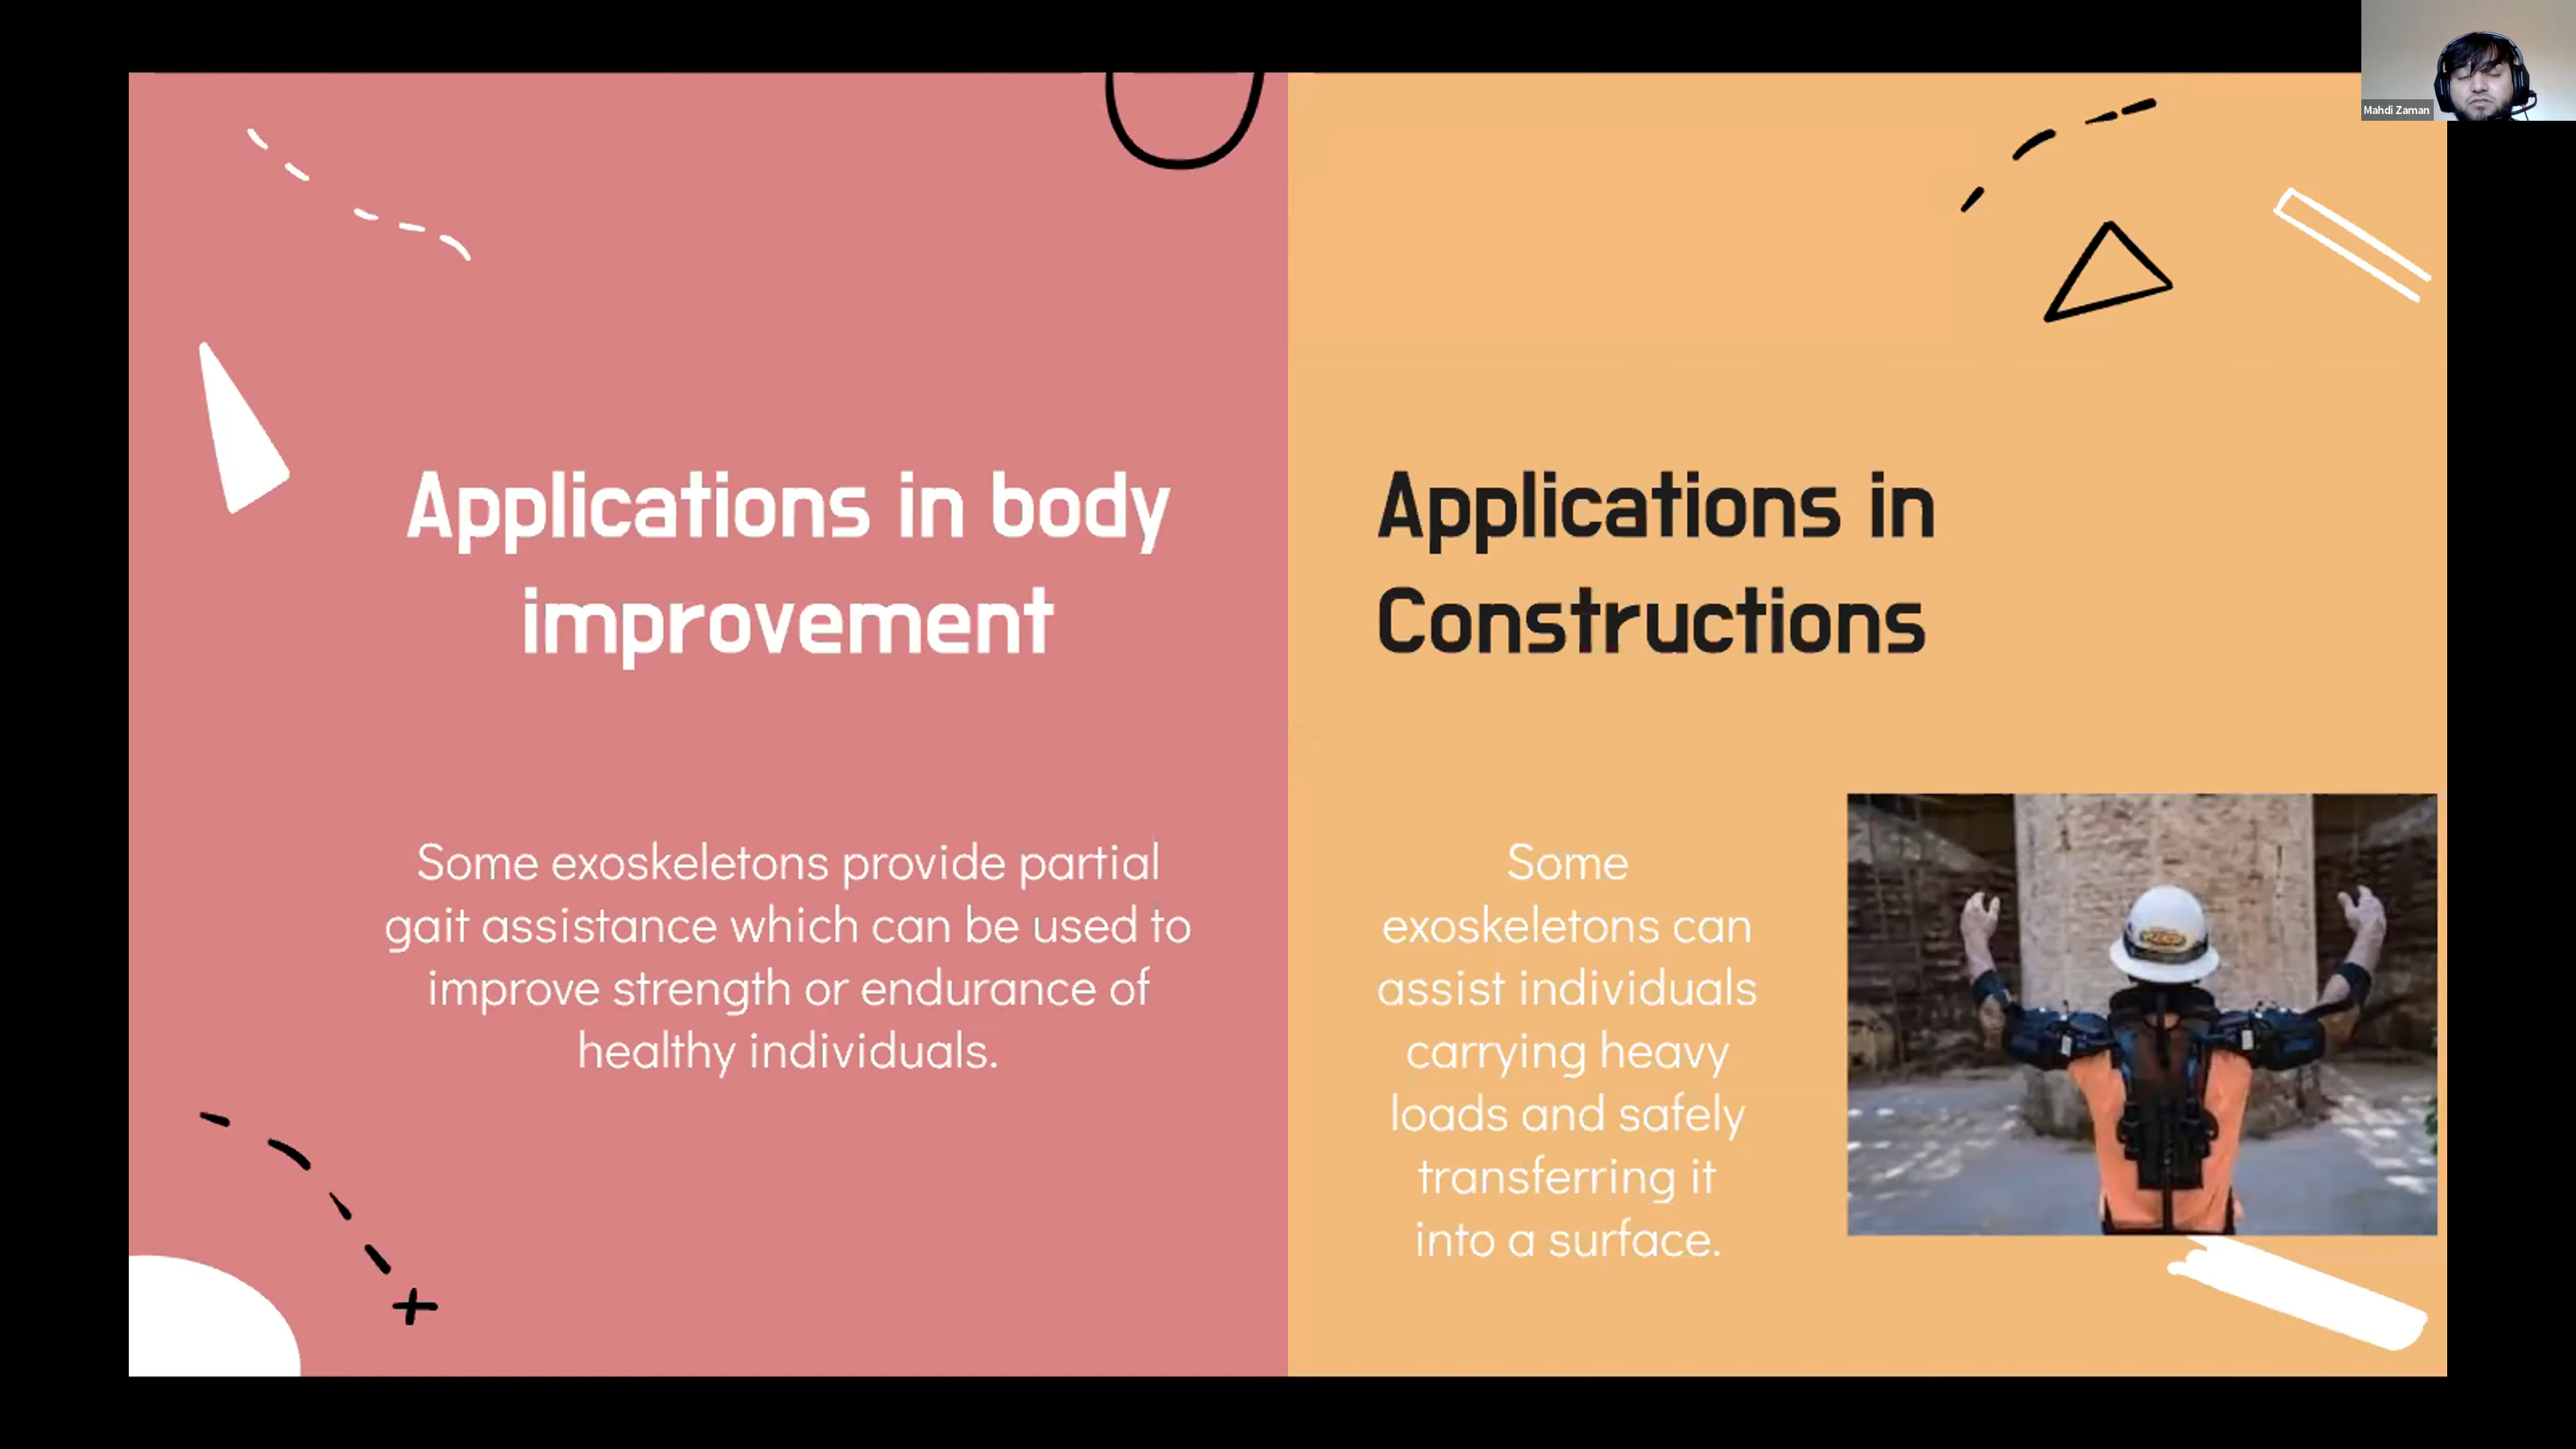 Mahdi Zaman
Applications in body
improvement
Some exoskeletons provide partial
gait assistance which can be used to
improve strength or endurance of
healthy individuals.
Applications in
Constructions
Some
exoskeletons can
assist individuals
carrying heavy
loads and safely
transferring it
into a surface.